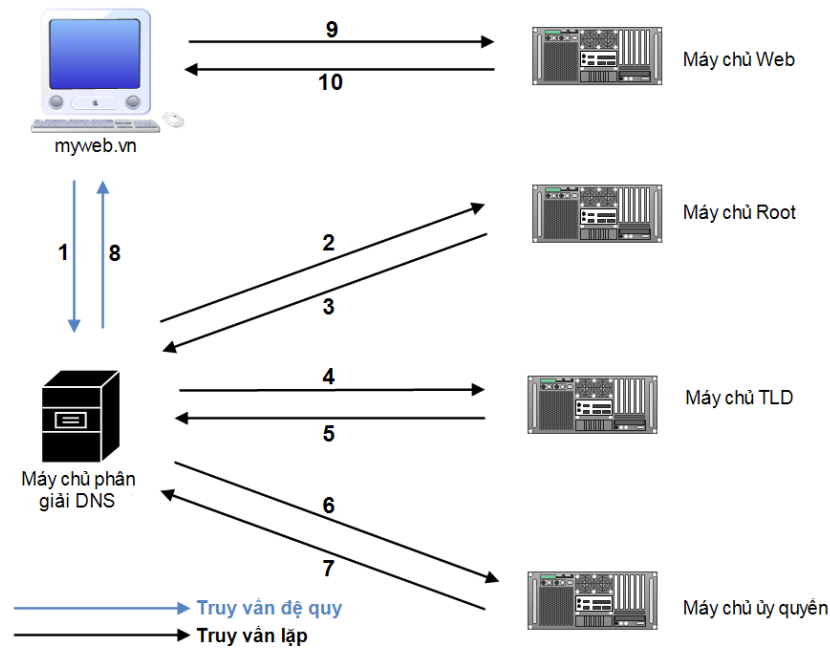 9
Máy chủ Web
10
myweb.vn
Máy chủ Root
2
1
8
3
4
Máy chủ TLD
5
Máy chủ phân
giải DNS
6
7
Truy vấn đệ quy
Máy chủ ủy quyền
Truy vấn lặp